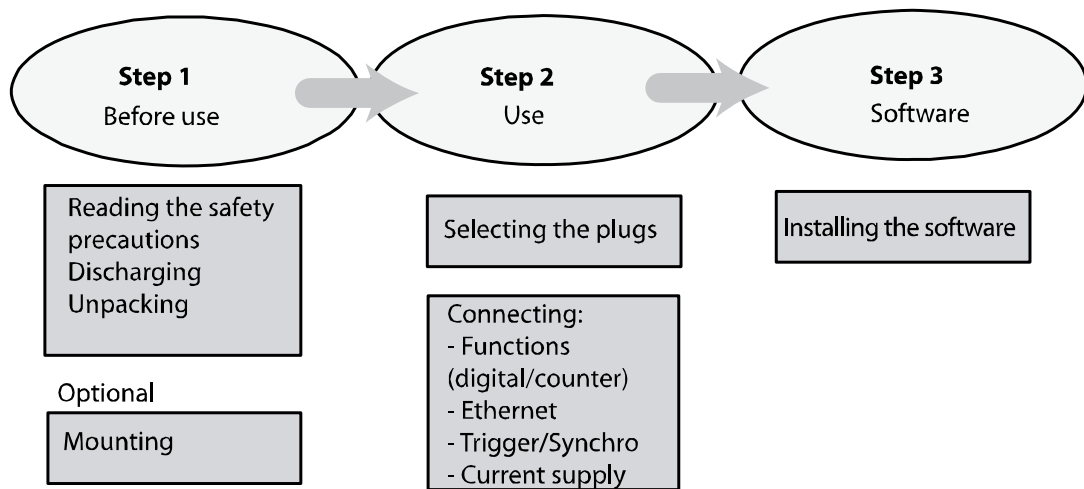 Step 1
Before use
Step 2
Use
Step 3
Software
Reading the safety
precautions
Discharging
Unpacking
Optional
Mounting
Selecting the plugs
Connecting:
- Functions
(digital/counter)
- Ethernet
- Trigger/Synchro
- Current supply
Installing the software